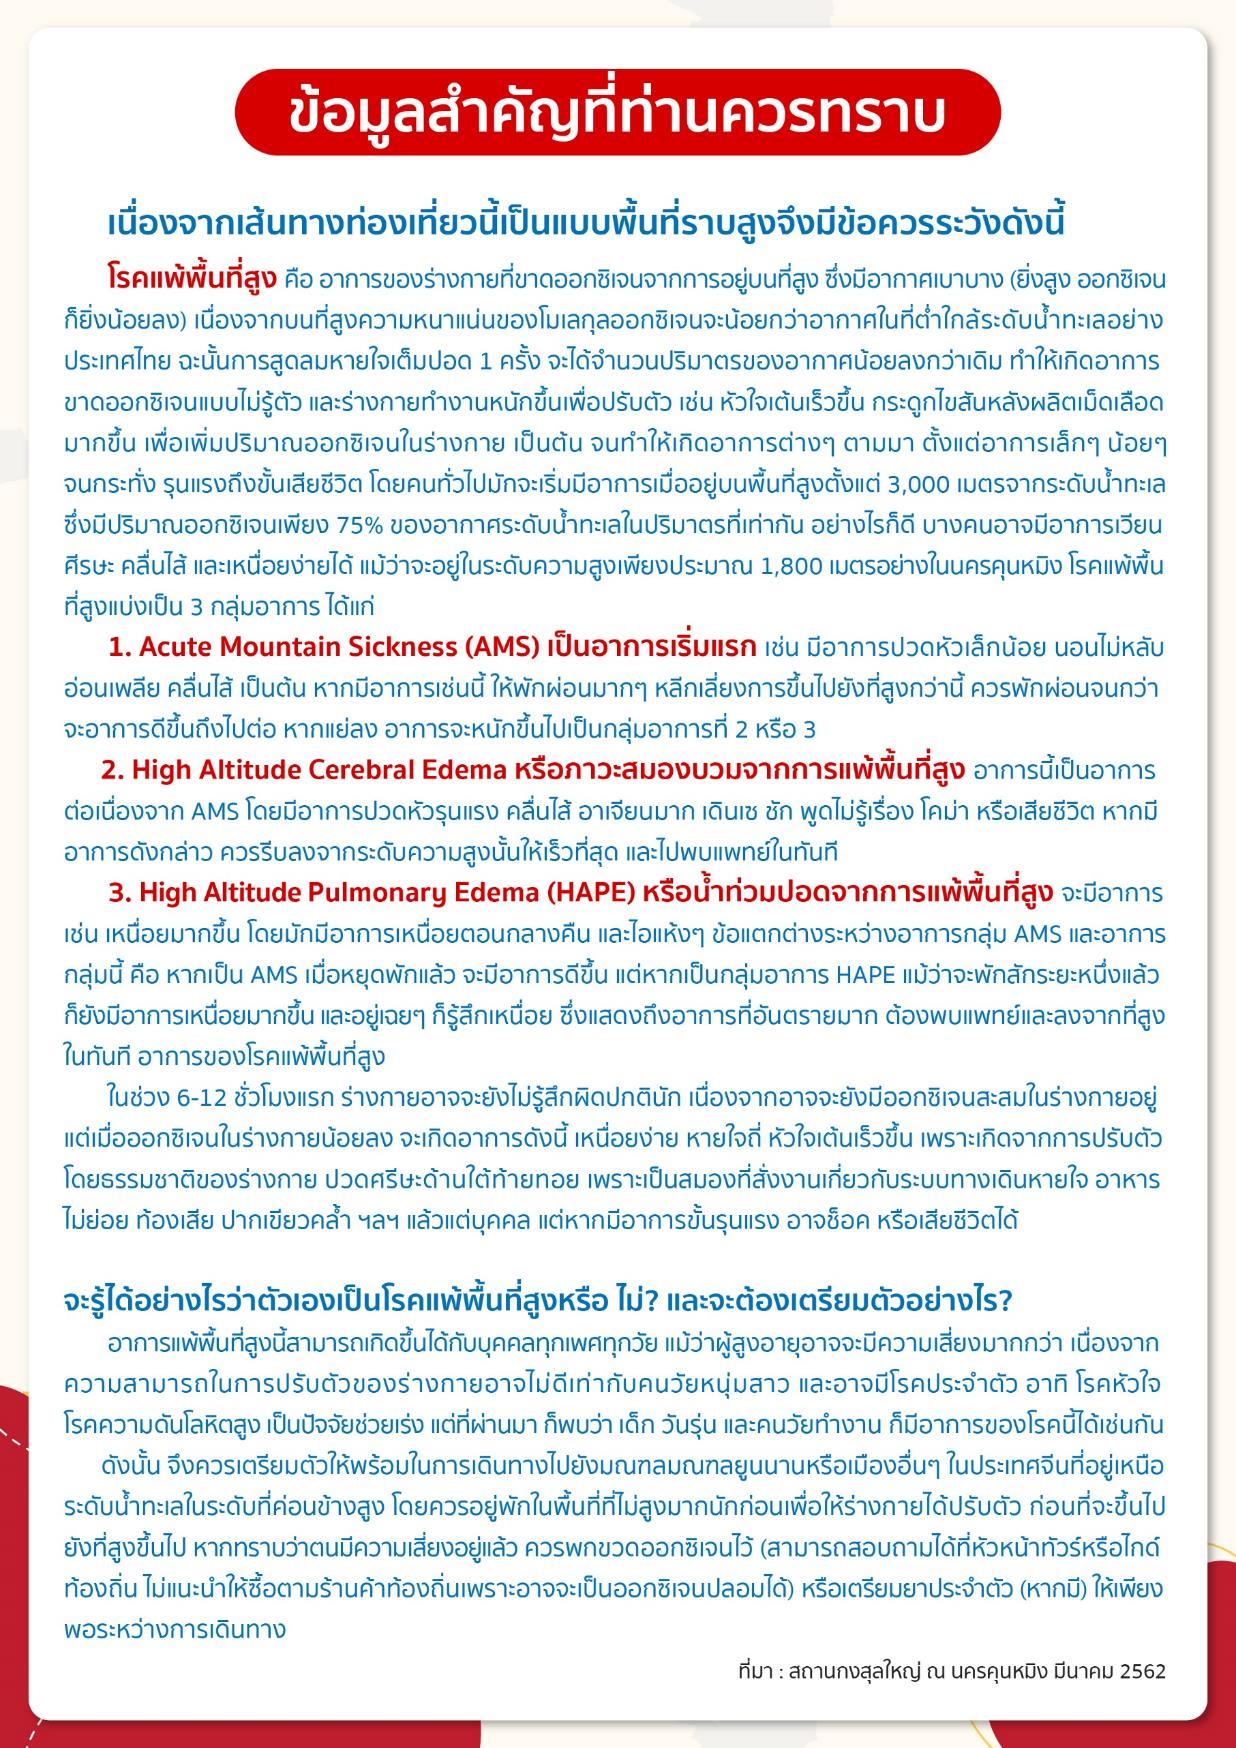 ข้อมูลสำคัญที่ท่านควรทราบ
เนื่องจากเส้นทางท่องเที่ยวนี้เป็นแบบพื้นที่ราบสูงจึงมีข้อควรระวังดังนี้
โรคแพ้พื้นที่สูง คือ อาการของร่างกายที่ขาดออกซิเจนจากการอยู่บนที่สูง ซึ่งมีอากาศเบาบาง (ยิ่งสูง ออกซิเจน
ก็ยิ่งน้อยลง) เนื่องจากบนที่สูงความหนาแน่นของโมเลกุลออกซิเจนจะน้อยกว่าอากาศในที่ต่ำใกล้ระดับน้ำทะเลอย่าง
ประเทศไทย ฉะนั้นการสูดลมหายใจเต็มปอด 1 ครั้ง จะได้จำนวนปริมาตรของอากาศน้อยลงกว่าเดิม ทำให้เกิดอาการ
ขาดออกซิเจนแบบไม่รู้ตัว และร่างกายทำงานหนักขึ้นเพื่อปรับตัว เช่น หัวใจเต้นเร็วขึ้น กระดูกไขสันหลังผลิตเม็ดเลือด
มากขึ้น เพื่อเพิ่มปริมาณออกซิเจนในร่างกาย เป็นต้น จนทำให้เกิดอาการต่างๆ ตามมา ตั้งแต่อาการเล็กๆ น้อยๆ
จนกระทั่ง รุนแรงถึงขั้นเสียชีวิต โดยคนทั่วไปมักจะเริ่มมีอาการเมื่ออยู่บนพื้นที่สูงตั้งแต่ 3,000 เมตรจากระดับน้ำทะเล
ซึ่งมีปริมาณออกซิเจนเพียง 75% ของอากาศระดับน้ำทะเลในปริมาตรที่เท่ากัน อย่างไรก็ดี บางคนอาจมีอาการเวียน
ศีรษะ คลื่นไส้ และเหนื่อยง่ายได้ แม้ว่าจะอยู่ในระดับความสูงเพียงประมาณ 1,800 เมตรอย่างในนครคุนหมิง โรคแพ้พื้น
ที่สูงแบ่งเป็น 3 กลุ่มอาการ ได้แก่
1. Acute Mountain Sickness (AMS) เป็นอาการเริ่มแรก เช่น มีอาการปวดหัวเล็กน้อย นอนไม่หลับ
อ่อนเพลีย คลื่นไส้ เป็นต้น หากมีอาการเช่นนี้ ให้พักผ่อนมากๆ หลีกเลี่ยงการขึ้นไปยังที่สูงกว่านี้ ควรพักผ่อนจนกว่า
จะอาการดีขึ้นถึงไปต่อ หากแย่ลง อาการจะหนักขึ้นไปเป็นกลุ่มอาการที่ 2 หรือ 3
2. High Altitude Cerebral Edema หรือภาวะสมองบวมจากการแพ้พื้นที่สูง อาการนี้เป็นอาการ
ต่อเนื่องจาก AMS โดยมีอาการปวดหัวรุนแรง คลื่นไส้ อาเจียนมาก เดินเซ ชัก พูดไม่รู้เรื่อง โคม่า หรือเสียชีวิต หากมี
อาการดังกล่าว ควรรีบลงจากระดับความสูงนั้นให้เร็วที่สุด และไปพบแพทย์ในทันที
3. High Altitude Pulmonary Edema (HAPE) หรือน้ำท่วมปอดจากการแพ้พื้นที่สูง จะมีอาการ
เช่น เหนื่อยมากขึ้น โดยมักมีอาการเหนื่อยตอนกลางคืน และไอแห้งๆ ข้อแตกต่างระหว่างอาการกลุ่ม AMS และอาการ
กลุ่มนี้ คือ หากเป็น AMS เมื่อหยุดพักแล้ว จะมีอาการดีขึ้น แต่หากเป็นกลุ่มอาการ HAPE แม้ว่าจะพักสักระยะหนึ่งแล้ว
ก็ยังมีอาการเหนื่อยมากขึ้น และอยู่เฉยๆ ก็รู้สึกเหนื่อย ซึ่งแสดงถึงอาการที่อันตรายมาก ต้องพบแพทย์และลงจากที่สูง
ในทันที อาการของโรคแพ้พื้นที่สูง
ในช่วง 6-12 ชั่วโมงแรก ร่างกายอาจจะยังไม่รู้สึกผิดปกตินัก เนื่องจากอาจจะยังมีออกซิเจนสะสมในร่างกายอยู่
แต่เมื่อออกซิเจนในร่างกายน้อยลง จะเกิดอาการดังนี้ เหนื่อยง่าย หายใจถี่ หัวใจเต้นเร็วขึ้น เพราะเกิดจากการปรับตัว
โดยธรรมชาติของร่างกาย ปวดศรีษะด้านใต้ท้ายทอย เพราะเป็นสมองที่สั่งงานเกี่ยวกับระบบทางเดินหายใจ อาหาร
ไม่ย่อย ท้องเสีย ปากเขียวคล้ำ ฯลฯ แล้วแต่บุคคล แต่หากมีอาการขั้นรุนแรง อาจช็อค หรือเสียชีวิตได้
จะรู้ได้อย่างไรว่าตัวเองเป็นโรคแพ้พื้นที่สูงหรือ ไม่? และจะต้องเตรียมตัวอย่างไร?
อาการแพ้พื้นที่สูงนี้สามารถเกิดขึ้นได้กับบุคคลทุกเพศทุกวัย แม้ว่าผู้สูงอายุอาจจะมีความเสี่ยงมากกว่า เนื่องจาก
ความสามารถในการปรับตัวของร่างกายอาจไม่ดีเท่ากับคนวัยหนุ่มสาว และอาจมีโรคประจำตัว อาทิ โรคหัวใจ
โรคความดันโลหิตสูง เป็นปัจจัยช่วยเร่ง แต่ที่ผ่านมา ก็พบว่า เด็ก วันรุ่น และคนวัยทำงาน ก็มีอาการของโรคนี้ได้เช่นกัน
ดังนั้น จึงควรเตรียมตัวให้พร้อมในการเดินทางไปยังมณฑลมณฑลยูนนานหรือเมืองอื่นๆ ในประเทศจีนที่อยู่เหนือ
ระดับน้ำทะเลในระดับที่ค่อนข้างสูง โดยควรอยู่พักในพื้นที่ที่ไม่สูงมากนักก่อนเพื่อให้ร่างกายได้ปรับตัว ก่อนที่จะขึ้นไป
ยังที่สูงขึ้นไป หากทราบว่าตนมีความเสี่ยงอยู่แล้ว ควรพกขวดออกซิเจนไว้ (สามารถสอบถามได้ที่หัวหน้าทัวร์หรือไกด์
ท้องถิ่น ไม่แนะนำให้ซื้อตามร้านค้าท้องถิ่นเพราะอาจจะเป็นออกซิเจนปลอมได้) หรือเตรียมยาประจำตัว (หากมี) ให้เพียง
พอระหว่างการเดินทาง
ที่มา : สถานกงสุลใหญ่ ณ นครคุนหมิง มีนาคม 2562